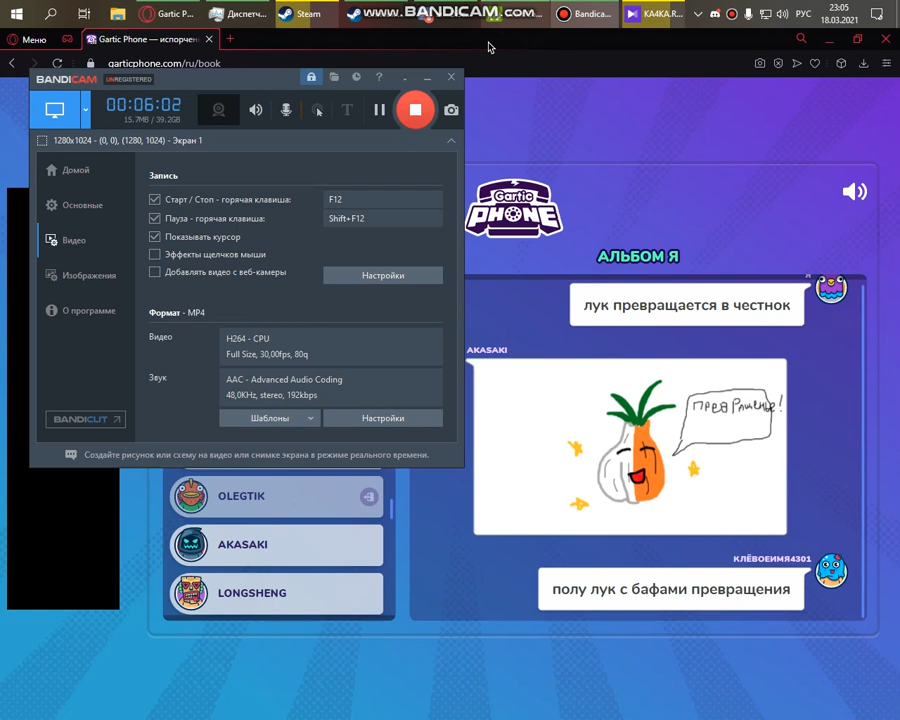 Gartic P...
Диспетч...
Steam
www.BANDICAM.com
Bandica...
KA4KA.R...
РУС
23:05
18.03.2021
Меню
Gartic Phone — испорчен
garticphone.com/ru/book
BANDICAM
UNREGISTERED
00:06:02
15.7MB / 39.2GB
1280x1024 - (0, 0), (1280, 1024) - Экран 1
Домой
Основные
Видео
Изображения
О программе
BANDICUT
Запись
Старт / Стоп - горячая клавиша:
F12
Пауза - горячая клавиша:
Shift+F12
Показывать курсор
Эффекты щелчков мыши
Добавлять видео с веб-камеры
Настройки
Формат - MP4
Видео
H264 - CPU
Full Size, 30,00fps, 80q
Звук
AAC - Advanced Audio Coding
48,0KHz, stereo, 192kbps
Шаблоны
Настройки
Создайте рисунок или схему на видео или снимке экрана в режиме реального времени.
OLEGTIK
AKASAKI
LONGSHENG
Gartic
PHONE
АЛЬБОМ Я
лук превращается в честнок
AKASAKI
ПРЕВРАЩЕНЬЕ!
КЛЁВОЕИМЯ4301
полу лук с бафами превращения